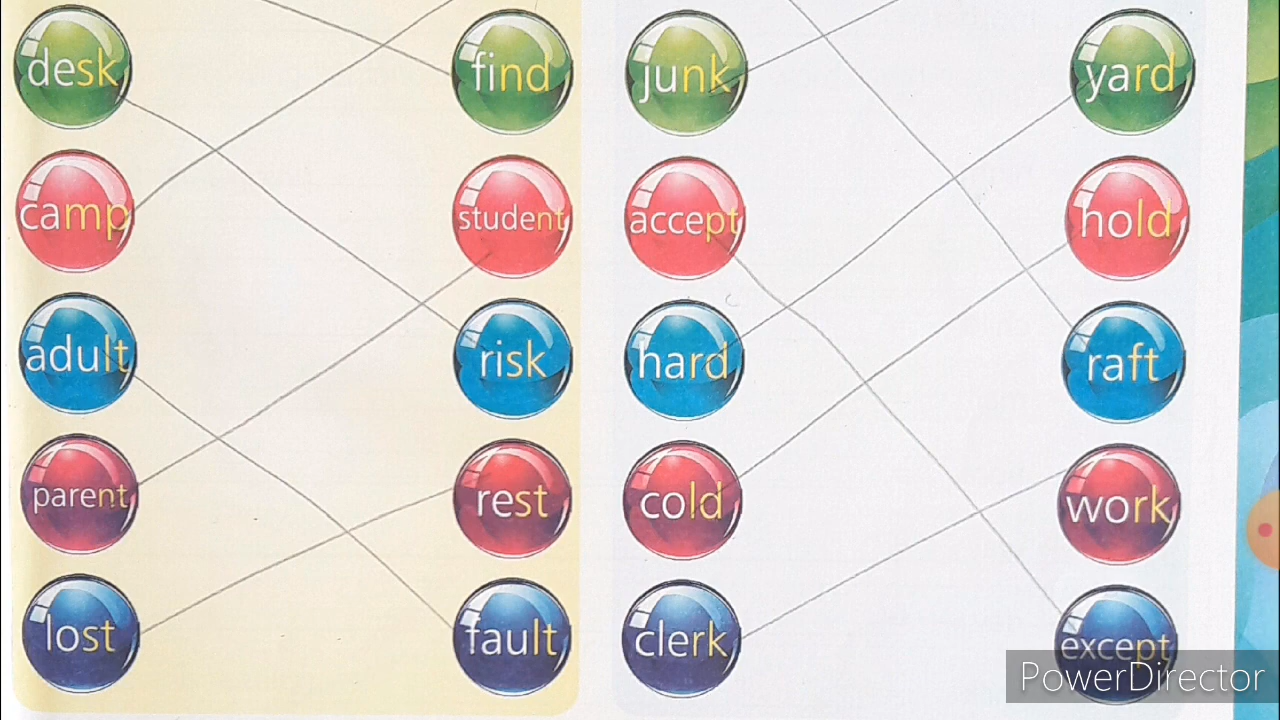 desk find junk yard
camp student accept hold
adult risk hard raft
parent rest cold work
lost fault clerk except
PowerDirector